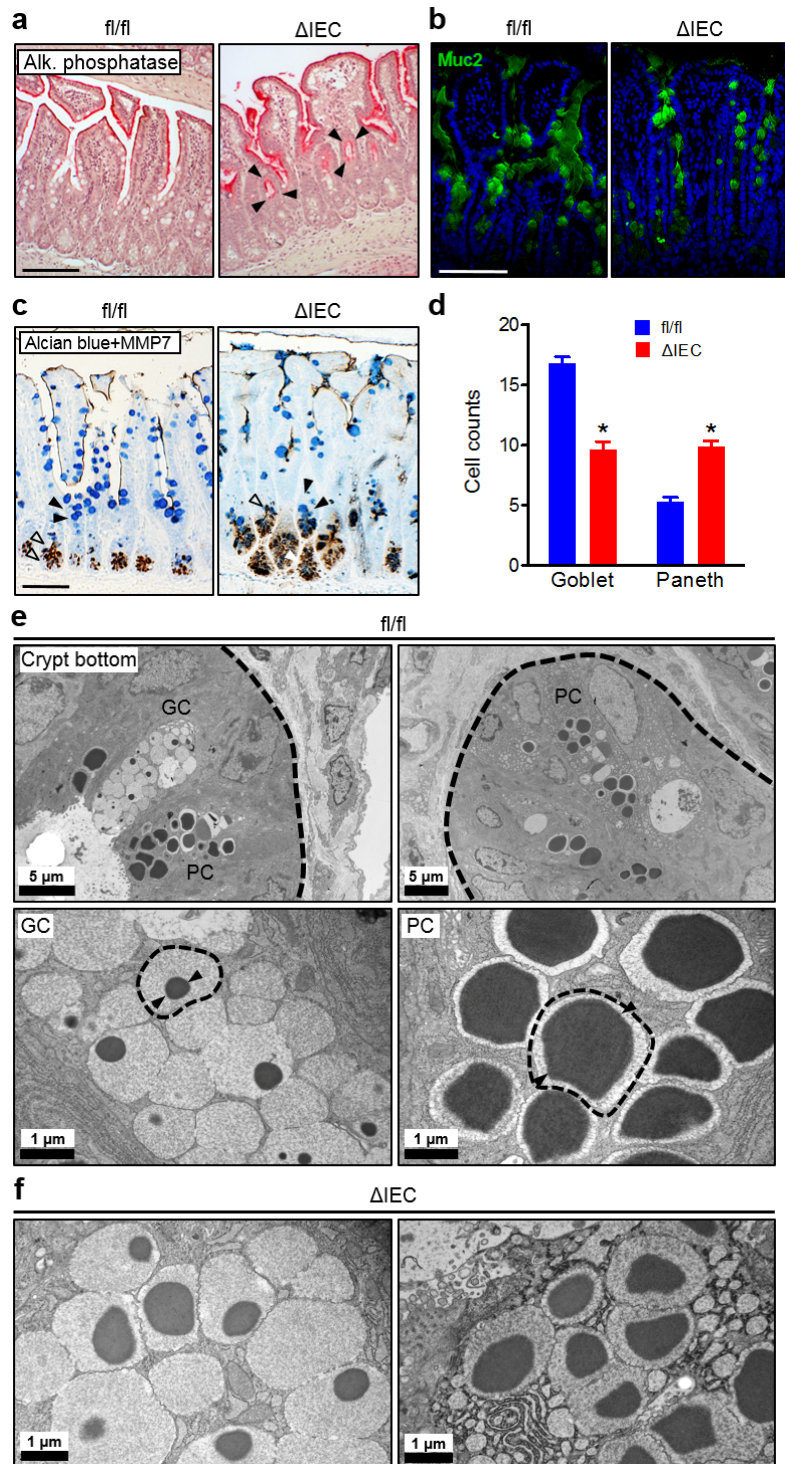 a
fl/fl
ΔIEC
Alk. phosphatase
b
fl/fl
ΔIEC
Muc2
c
fl/fl
ΔIEC
Alcian blue+MMP7
d
fl/fl
ΔIEC
20
15
10
5
0
Cell counts
*
*
Goblet
Paneth
e
fl/fl
Crypt bottom
GC
PC
5 µm
PC
5 µm
GC
1 µm
PC
1 µm
f
ΔIEC
1 µm
1 µm